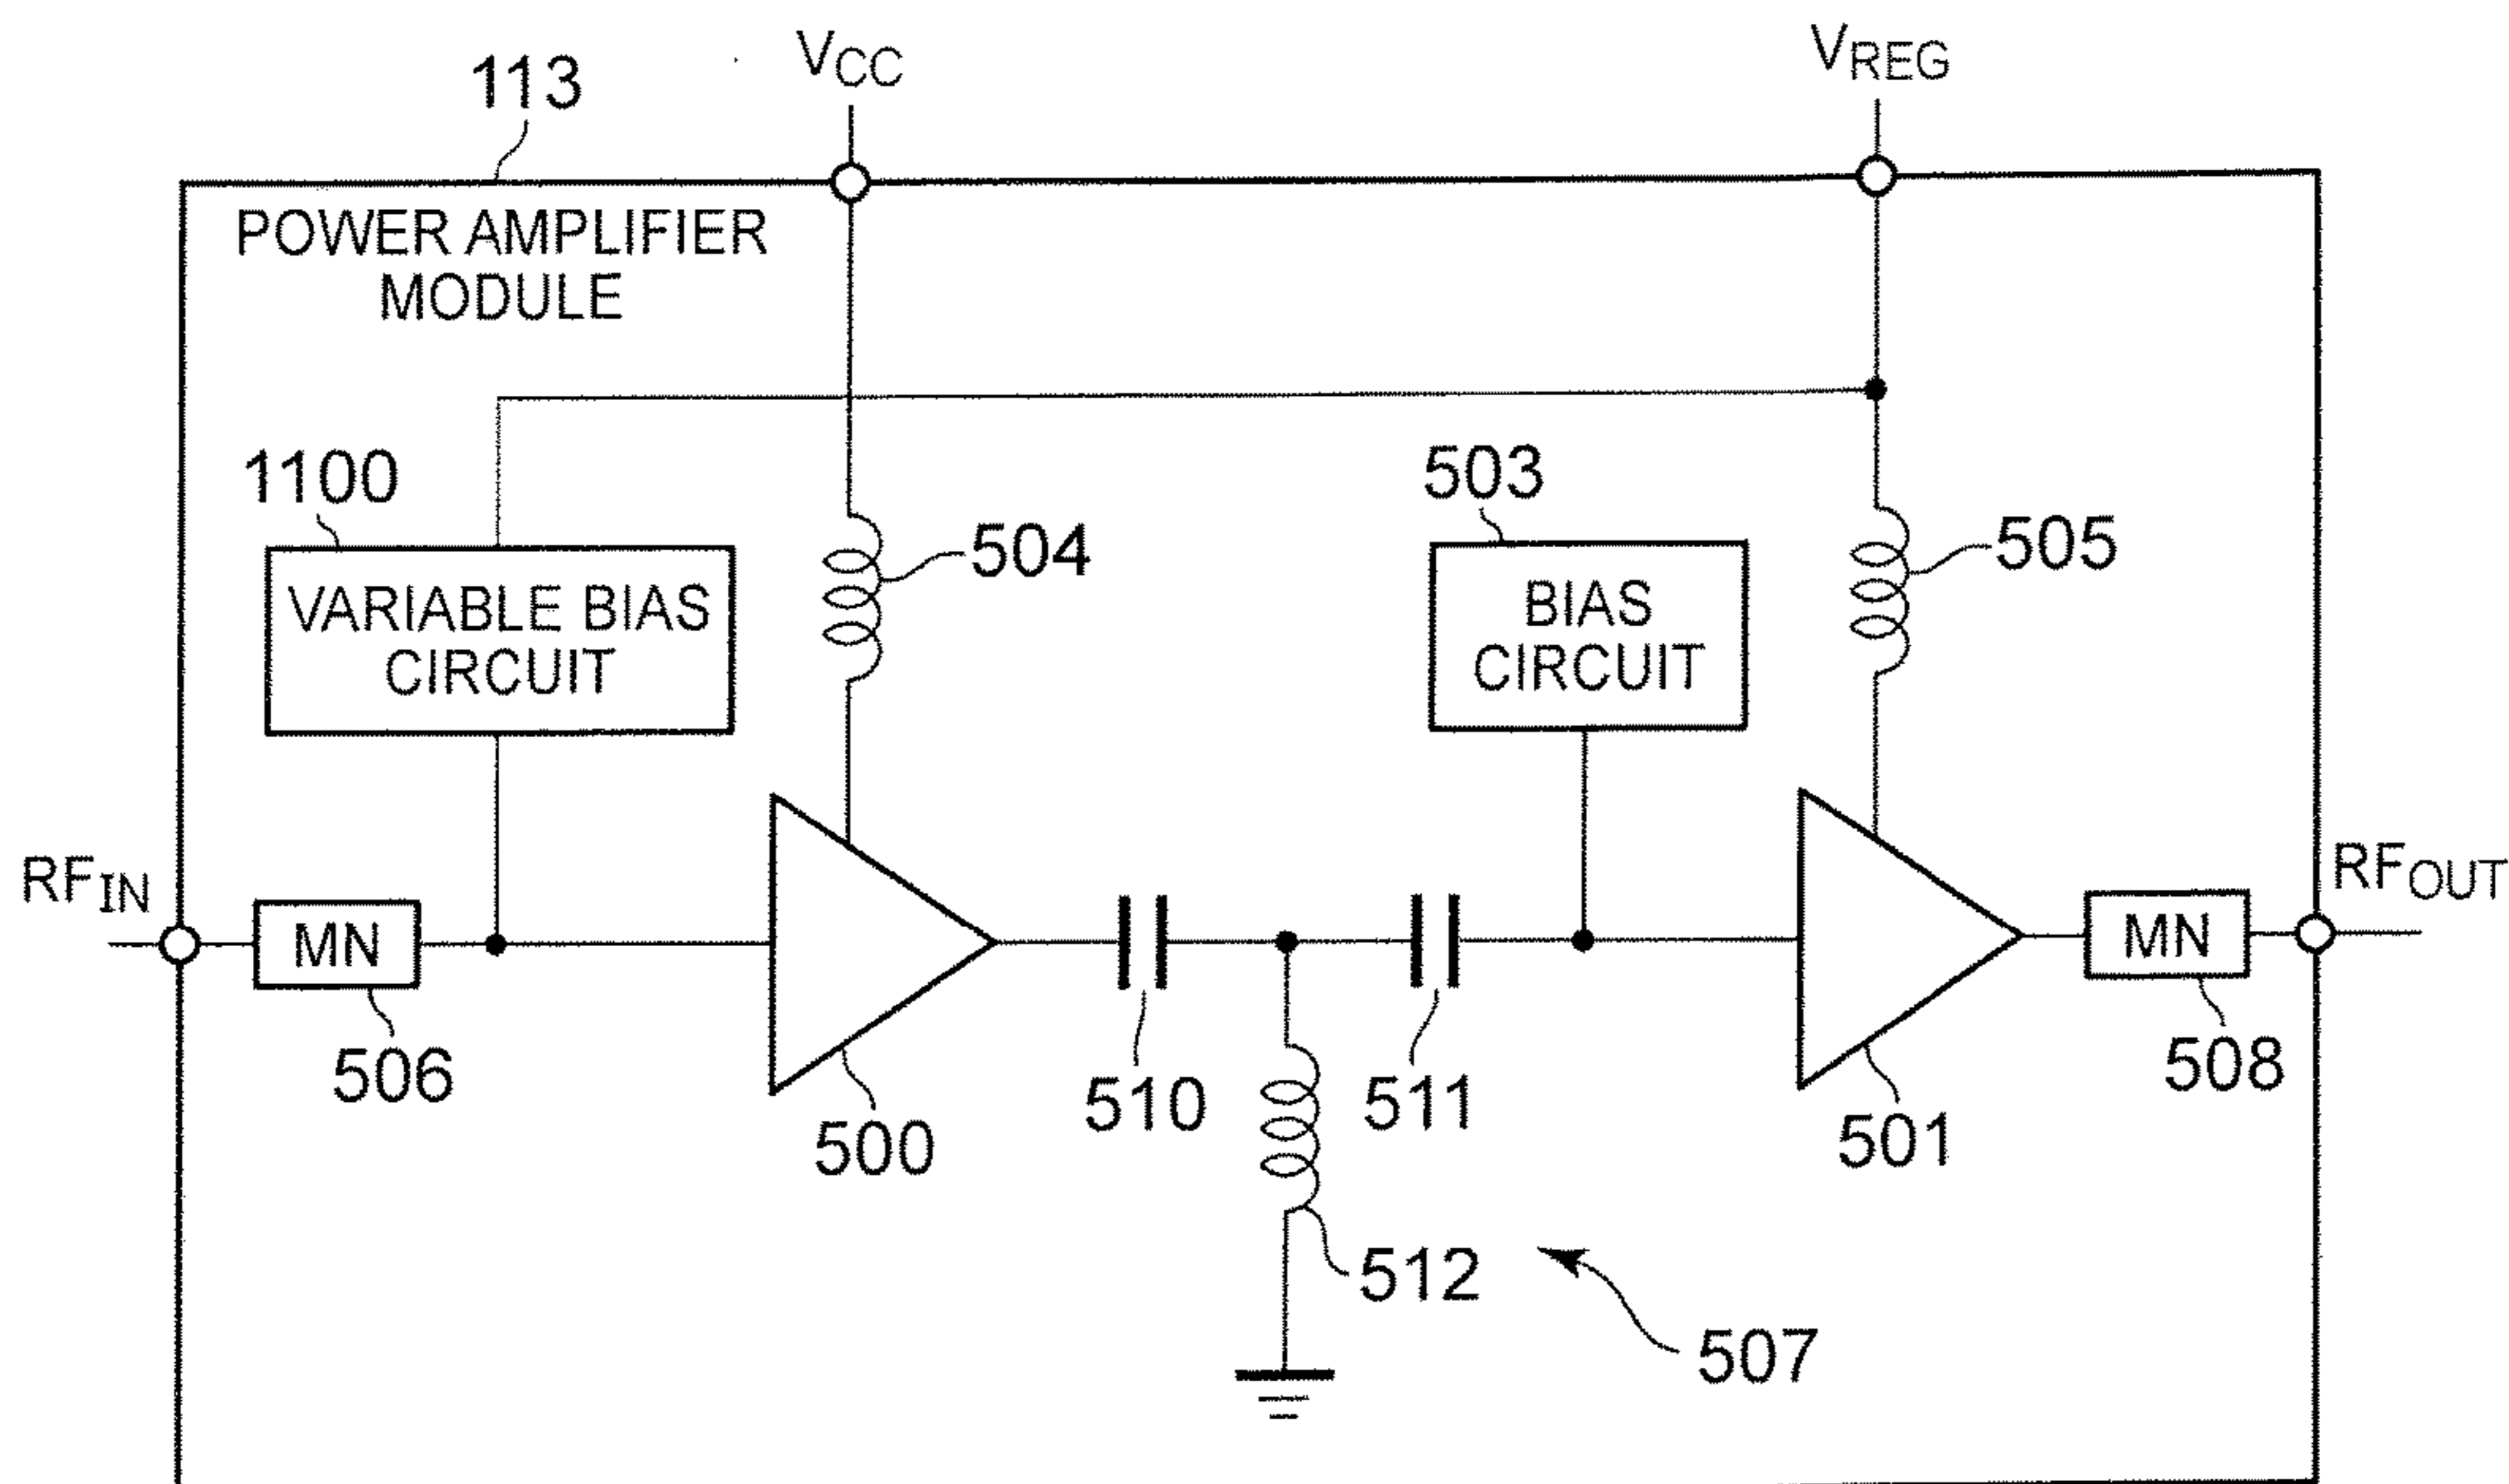 113
VCC
VREG
POWER AMPLIFIER
MODULE
1100
503
504
505
VARIABLE BIAS
CIRCUIT
BIAS
CIRCUIT
RFIN
RFOUT
MN
MN
506
510
511
508
500
501
512
507